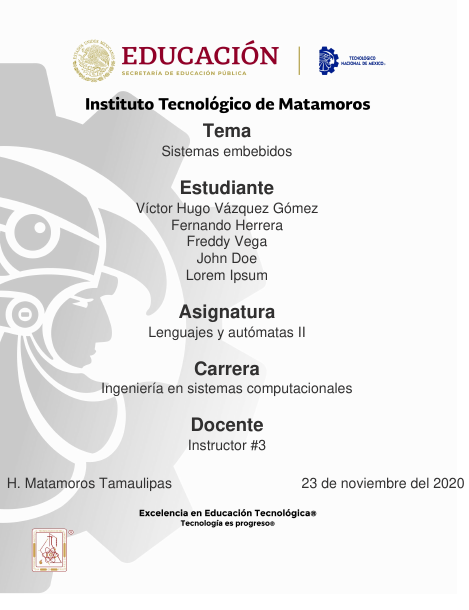 EDUCACIÓN
SECRETARÍA DE EDUCACIÓN PÚBLICA
TECNOLÓGICO
NACIONAL DE MÉXICO®
Instituto Tecnológico de Matamoros
Tema
Sistemas embebidos
Estudiante
Víctor Hugo Vázquez Gómez
Fernando Herrera
Freddy Vega
John Doe
Lorem Ipsum
Asignatura
Lenguajes y autómatas II
Carrera
Ingeniería en sistemas computacionales
Docente
Instructor #3
H. Matamoros Tamaulipas
23 de noviembre del 2020
Excelencia en Educación Tecnológica®
Tecnología es progreso®